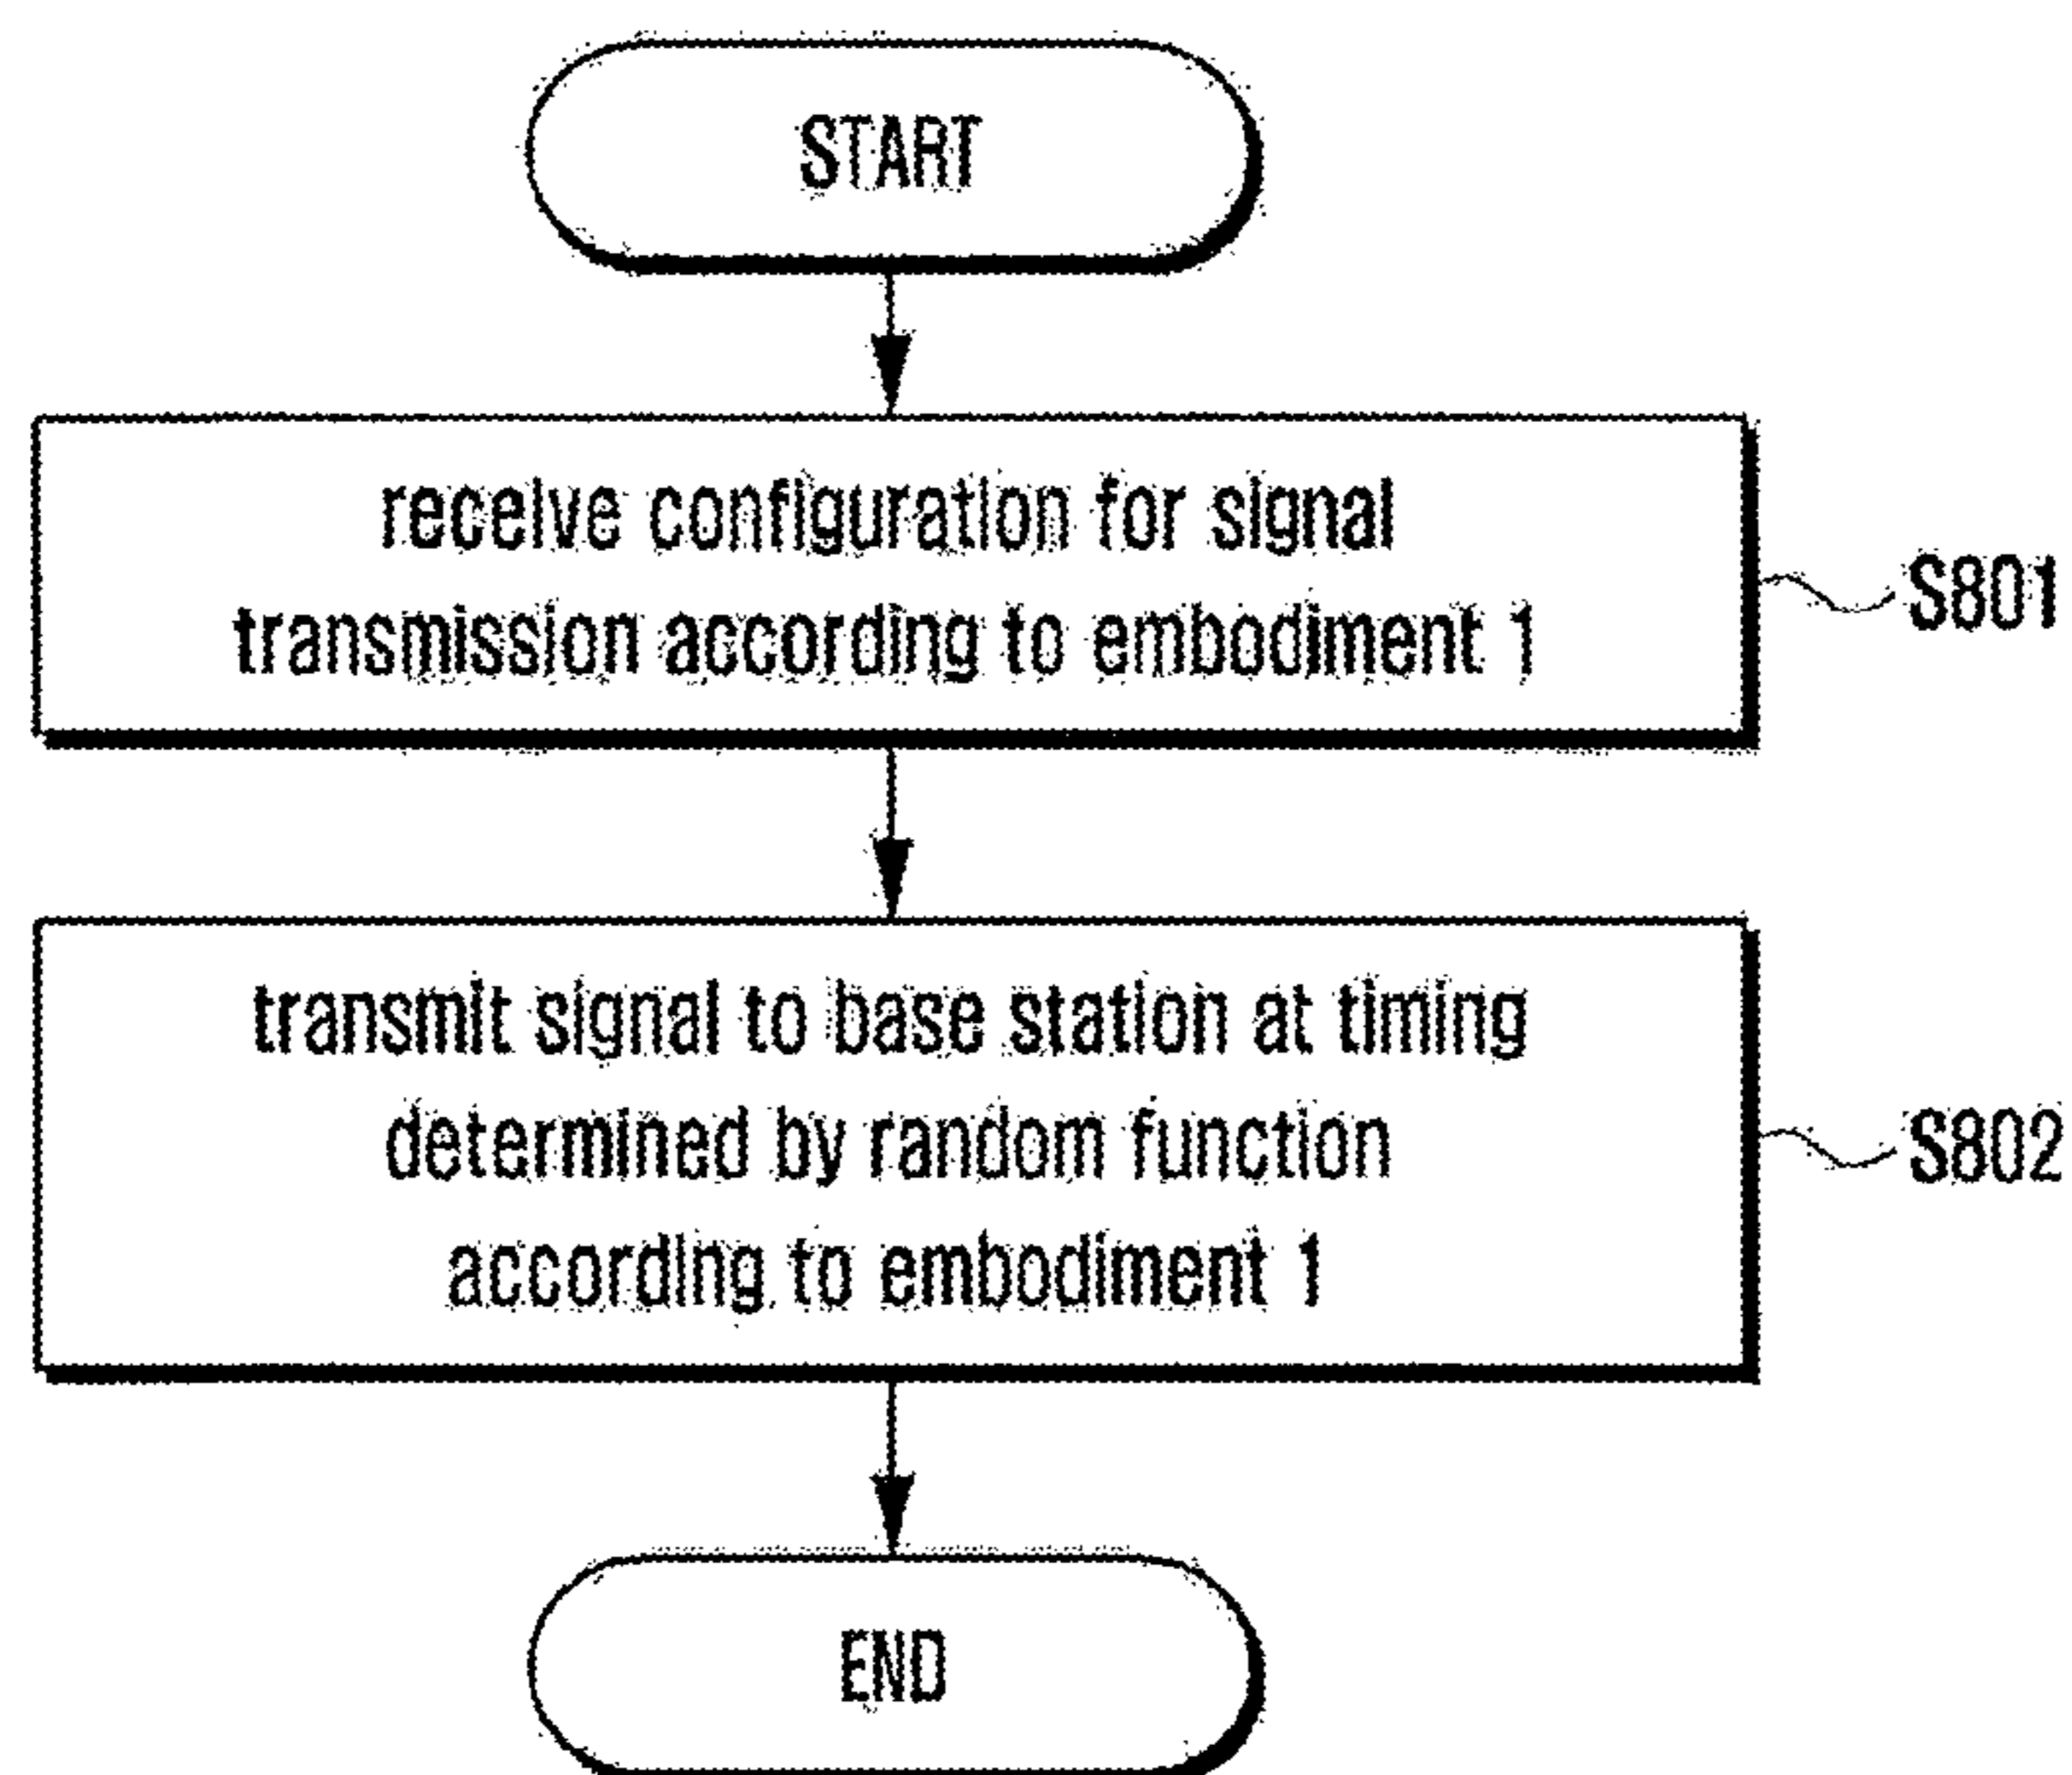 START
receive configuration for signal
transmission according to embodiment 1
S801
transmit signal to base station at timing
determined by random function
according to embodiment 1
S802
END